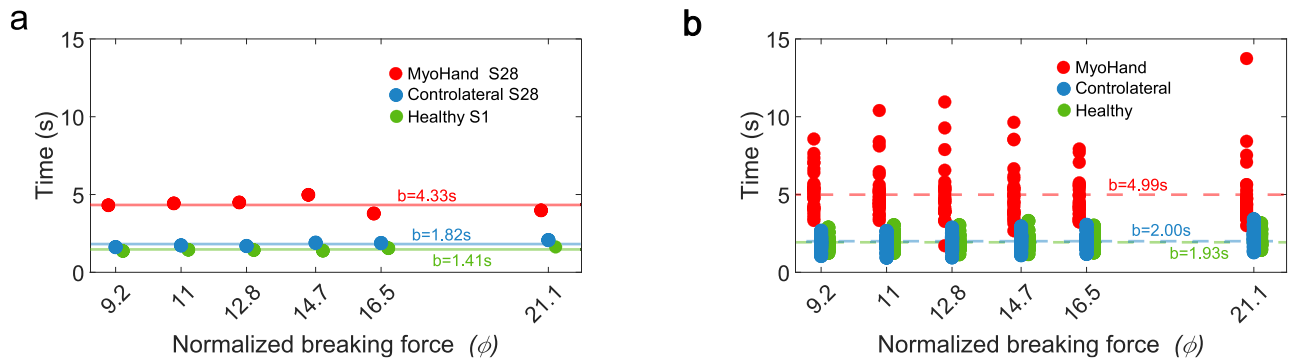 a
15
10
5
0
Time (s)
MyoHand S28
Controlateral S28
Healthy S1
b=4.33s
b=1.82s
b=1.41s
9.2 11 12.8 14.7 16.5 21.1
Normalized breaking force (ϕ)
b
15
10
5
0
Time (s)
MyoHand
Controlateral
Healthy
b=4.99s
b=2.00s
b=1.93s
9.2 11 12.8 14.7 16.5 21.1
Normalized breaking force (ϕ)